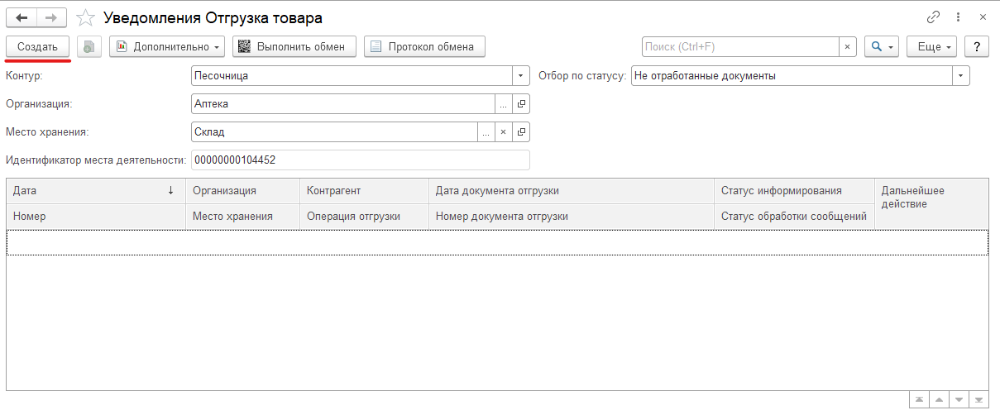 Уведомления Отгрузка товара
Создать Дополнительно Выполнить обмен Протокол обмена Поиск (Ctrl+F) × Еще ?
Контур: Песочница Отбор по статусу: Не отработанные документы
Организация: Аптека ...
Место хранения: Склад ... ×
Идентификатор места деятельности: 00000000104452
Дата ↓ Организация Контрагент Дата документа отгрузки Статус информирования Дальнейшее действие
Номер Место хранения Операция отгрузки Номер документа отгрузки Статус обработки сообщений